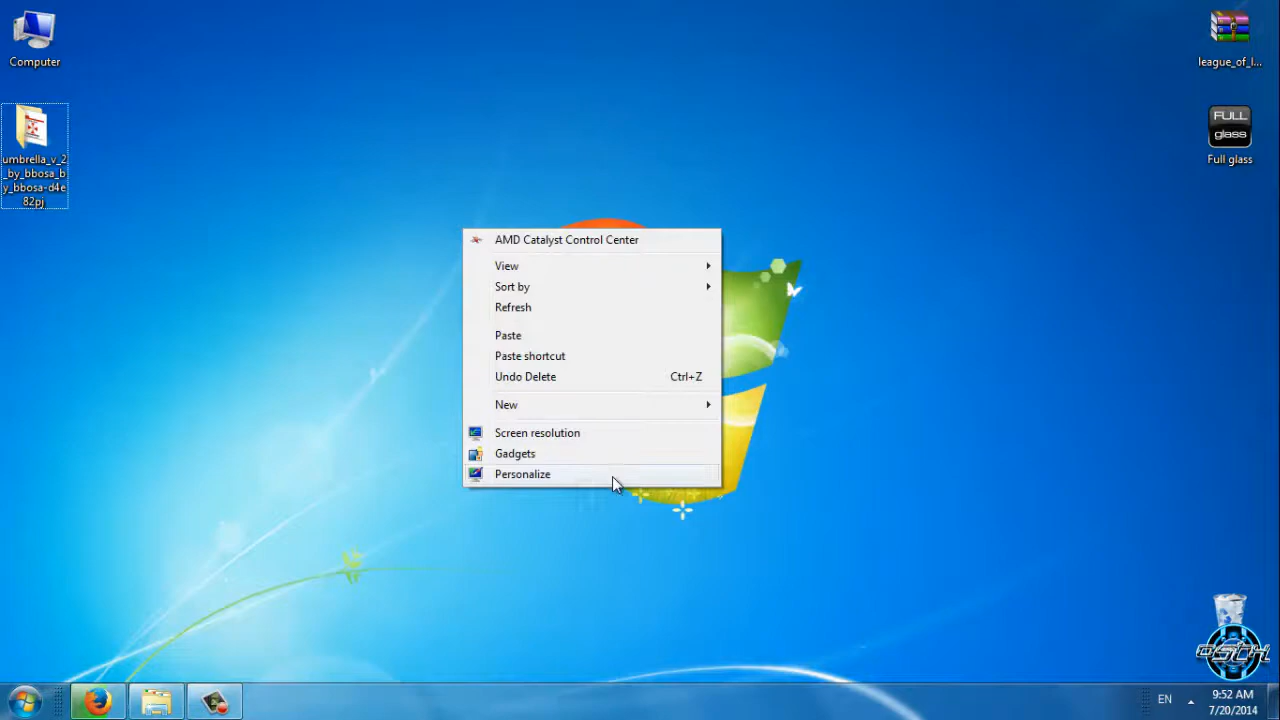 Computer
umbrella_v_2
_by_bbosa_b
y_bbosa-d4e
82pj
league_of_l...
FULL
glass
Full glass
AMD Catalyst Control Center
View
Sort by
Refresh
Paste
Paste shortcut
Undo Delete Ctrl+Z
New
Screen resolution
Gadgets
Personalize
EN
9:52 AM
7/20/2014